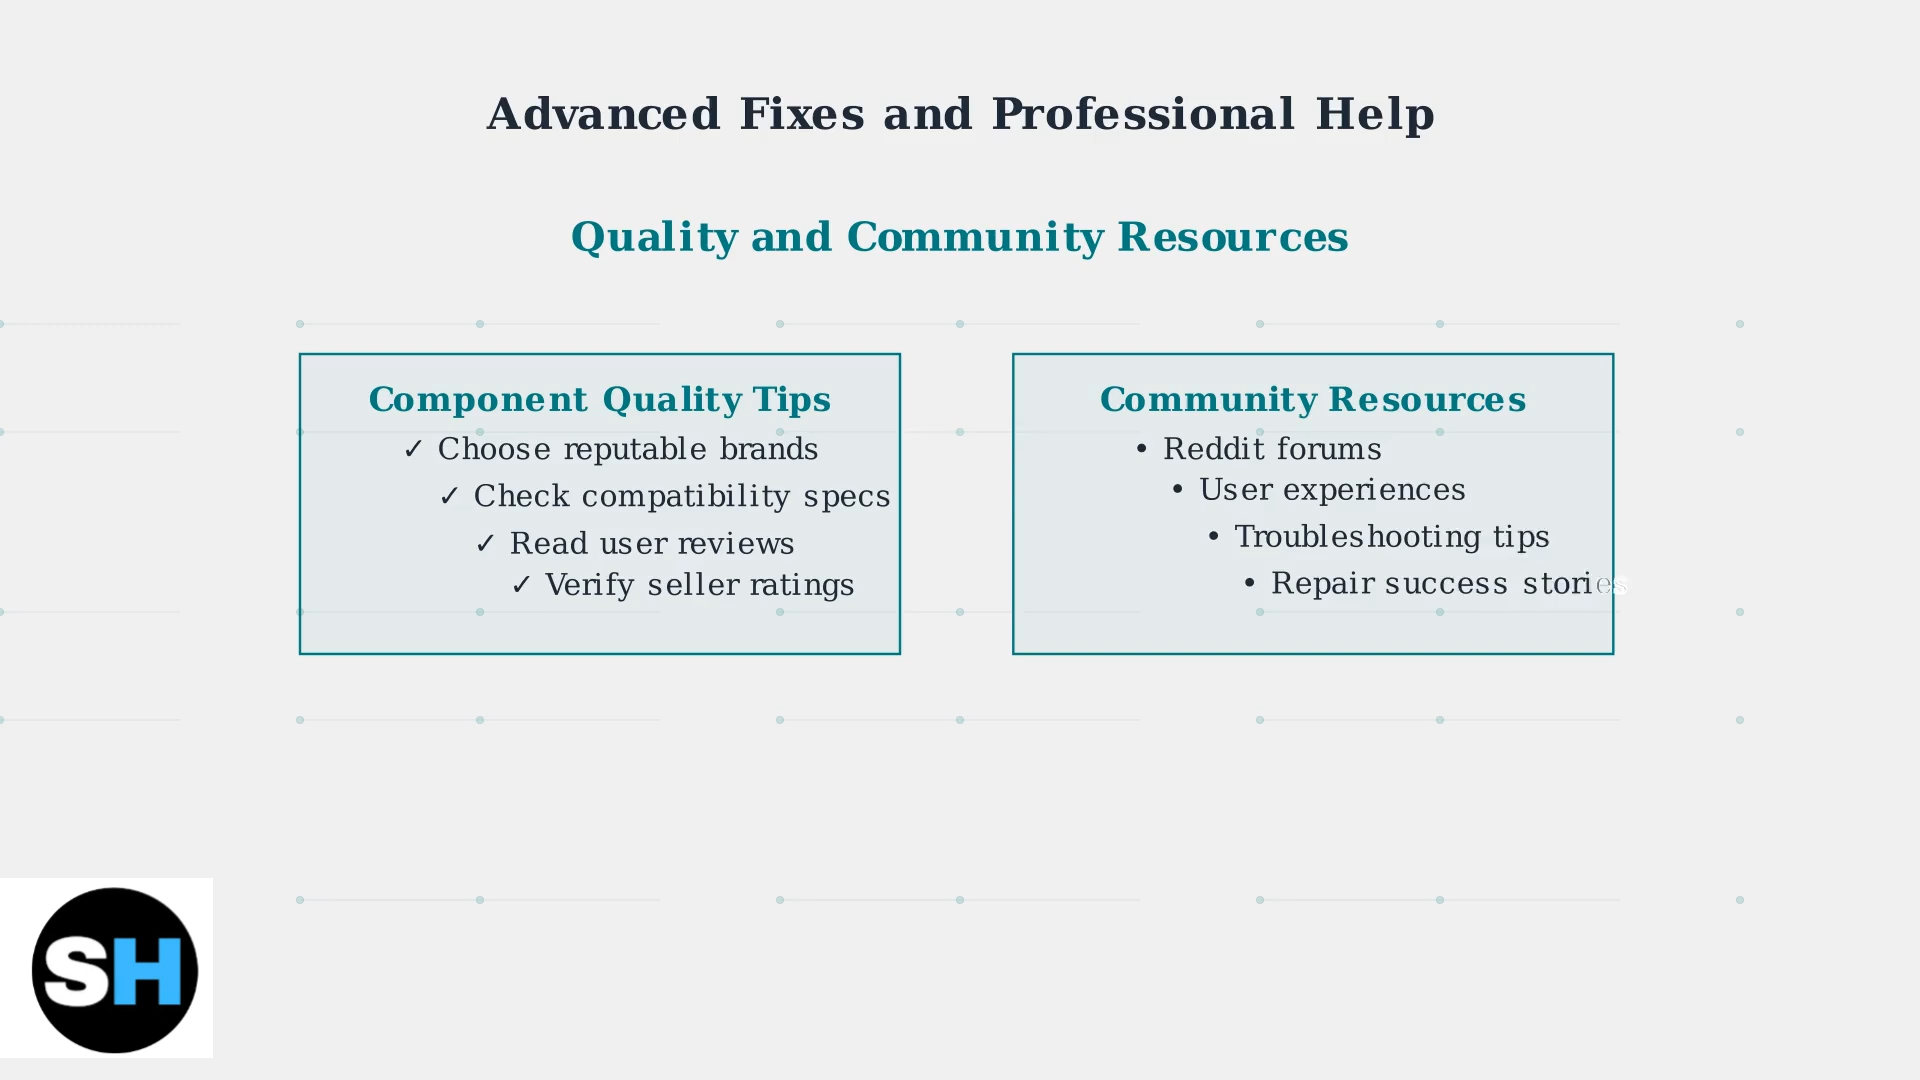 Advanced Fixes and Professional Help
Quality and Community Resources
Component Quality Tips
✓ Choose reputable brands
✓ Check compatibility specs
✓ Read user reviews
✓ Verify seller ratings
Community Resources
• Reddit forums
• User experiences
• Troubleshooting tips
• Repair success stories
SH